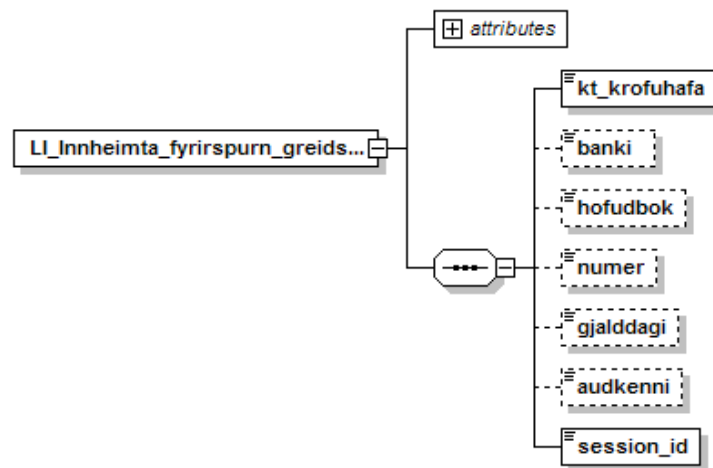 attributes
LI_Innheimta_fyrirspurn_greids...
kt_krofuhafa
banki
hofudbok
numer
gjalddagi
audkenni
session_id